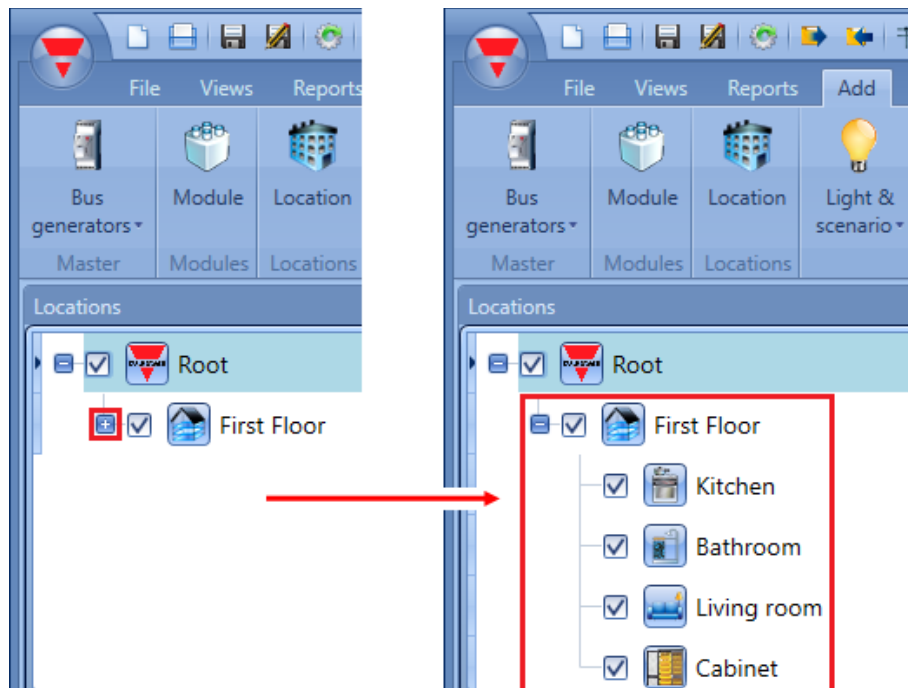 File Views Reports
Bus generators
Module
Location
Master
Modules
Locations
Locations
Root
First Floor
File Views Reports Add
Bus generators
Module
Location
Light & scenario
Master
Modules
Locations
Locations
Root
First Floor
Kitchen
Bathroom
Living room
Cabinet